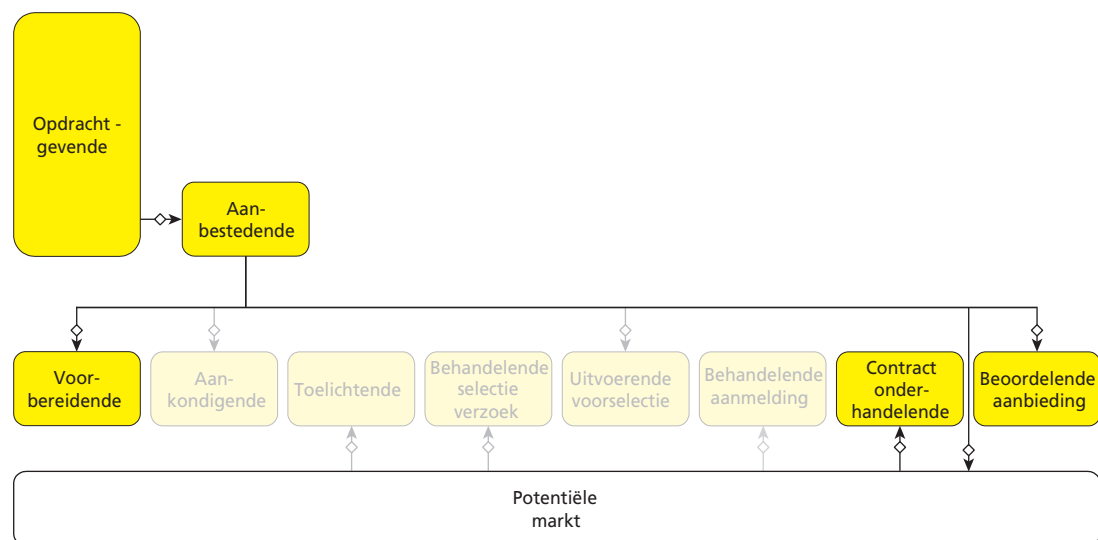 Opdracht -
gevende
Aan-
bestedende
Voor-
bereidende
Aan-
kondigende
Toelichtende
Behandelende
selectie
verzoek
Uitvoerende
voorselectie
Behandelende
aanmelding
Contract
onder-
handelende
Beoordelende
aanbieding
Potentiële
markt